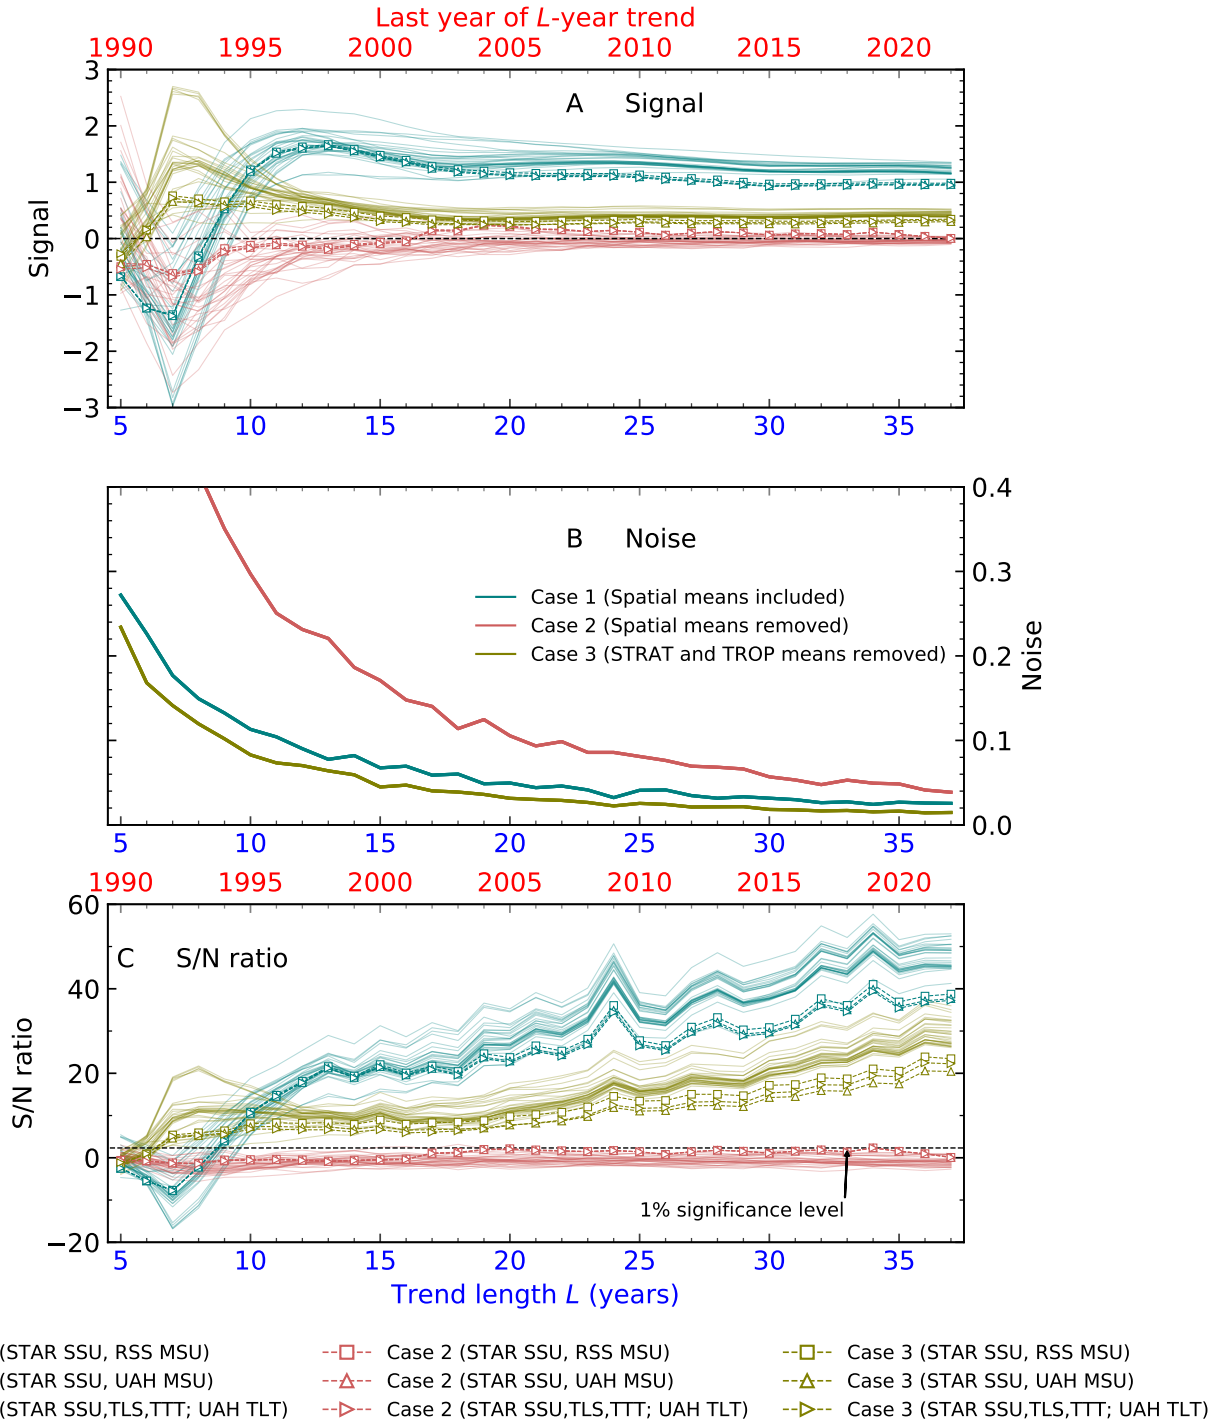 Last year of L-year trend
1990 1995 2000 2005 2010 2015 2020
A Signal
3
2
1
0
−1
−2
−3
Signal
5 10 15 20 25 30 35
B Noise
Case 1 (Spatial means included)
Case 2 (Spatial means removed)
Case 3 (STRAT and TROP means removed)
0.4
0.3
0.2
0.1
0.0
Noise
5 10 15 20 25 30 35
1990 1995 2000 2005 2010 2015 2020
C S/N ratio
60
40
20
0
−20
S/N ratio
1% significance level
5 10 15 20 25 30 35
Trend length L (years)
(STAR SSU, RSS MSU)
(STAR SSU, UAH MSU)
(STAR SSU,TLS,TTT; UAH TLT)
Case 2 (STAR SSU, RSS MSU)
Case 2 (STAR SSU, UAH MSU)
Case 2 (STAR SSU,TLS,TTT; UAH TLT)
Case 3 (STAR SSU, RSS MSU)
Case 3 (STAR SSU, UAH MSU)
Case 3 (STAR SSU,TLS,TTT; UAH TLT)